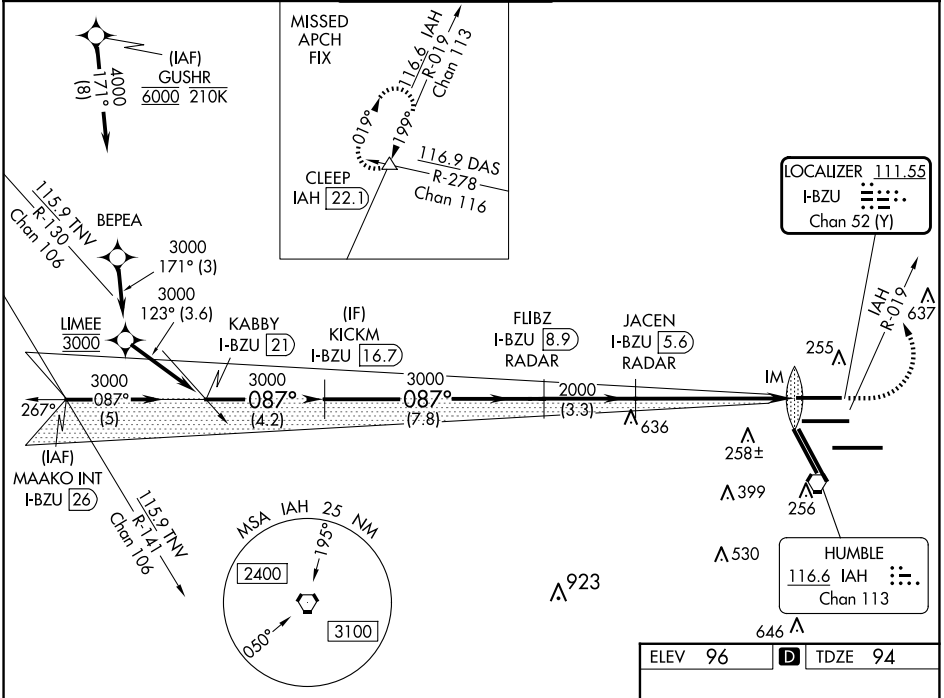 (IAF)
GUSHR
6000 210K
4000
171°
(8)
MISSED
APCH
FIX
116.6 IAH
R-019
Chan 113
019°
199°
116.9 DAS
R-278
Chan 116
CLEEP
IAH 22.1
LOCALIZER 111.55
I-BZU
Chan 52 (Y)
115.9 TNV
R-130
Chan 106
BEPEA
3000
171° (3)
3000
123° (3.6)
LIMEE
3000
KABBY
I-BZU 21
(IF)
KICKM
I-BZU 16.7
FLIBZ
I-BZU 8.9
RADAR
JACEN
I-BZU 5.6
RADAR
IAH
R-019
637
255
IM
267°
3000
087°
(5)
3000
087°
(4.2)
3000
087°
(7.8)
2000
(3.3)
636
258±
399
256
530
(IAF)
MAAKO INT
I-BZU 26
115.9 TNV
R-141
Chan 106
MSA IAH 25 NM
195°
2400
050°
3100
923
HUMBLE
116.6 IAH
Chan 113
646
ELEV 96 D TDZE 94